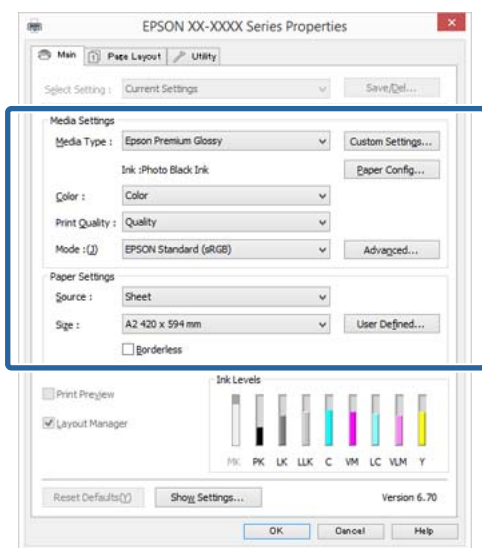 EPSON XX-XXXX Series Properties
Main Page Layout Utility
Select Setting : Current Settings Save/Del...
Media Settings
Media Type : Epson Premium Glossy Custom Settings...
Ink :Photo Black Ink Paper Config...
Color : Color
Print Quality : Quality
Mode :(J) EPSON Standard (sRGB) Advanced...
Paper Settings
Source : Sheet
Size : A2 420 x 594 mm User Defined...
Borderless
Ink Levels
Print Preview
Layout Manager
MK PK LK LLK C VM LC VLM Y
Reset Defaults(Y) Show Settings... Version 6.70
OK Cancel Help